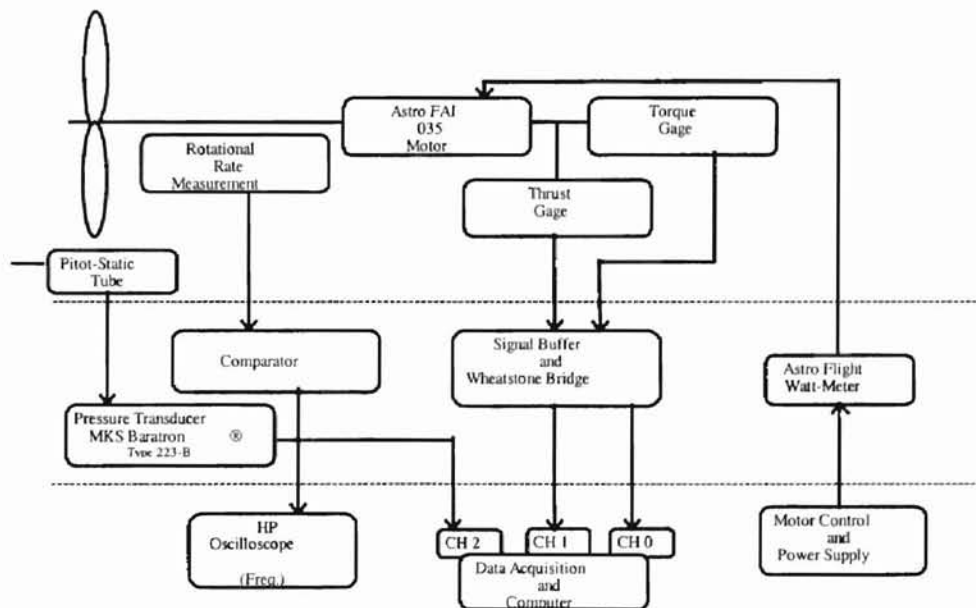 Astro FAI
035
Motor
Torque
Gage
Rotational
Rate
Measurement
Thrust
Gage
Pitot-Static
Tube
Comparator
Signal Buffer
and
Wheatstone Bridge
Astro Flight
Watt-Meter
Pressure Transducer
MKS Baratron ®
Type 223-B
HP
Oscilloscope
(Freq.)
CH 2
CH 1
CH 0
Data Acquisition
and
Computer
Motor Control
and
Power Supply